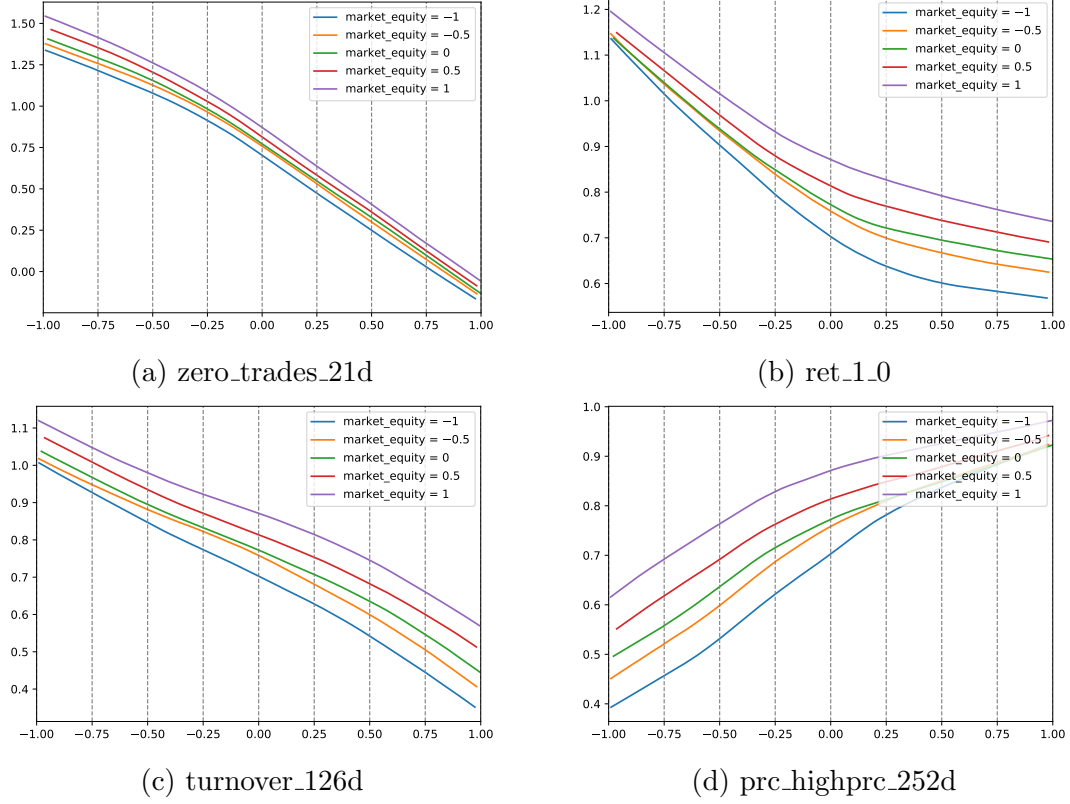 1.50
1.25
1.00
0.75
0.50
0.25
0.00
market_equity = −1
market_equity = −0.5
market_equity = 0
market_equity = 0.5
market_equity = 1
−1.00 −0.75 −0.50 −0.25 0.00 0.25 0.50 0.75 1.00
(a) zero_trades_21d
1.2
1.1
1.0
0.9
0.8
0.7
0.6
market_equity = −1
market_equity = −0.5
market_equity = 0
market_equity = 0.5
market_equity = 1
−1.00 −0.75 −0.50 −0.25 0.00 0.25 0.50 0.75 1.00
(b) ret_1_0
1.1
1.0
0.9
0.8
0.7
0.6
0.5
0.4
market_equity = −1
market_equity = −0.5
market_equity = 0
market_equity = 0.5
market_equity = 1
−1.00 −0.75 −0.50 −0.25 0.00 0.25 0.50 0.75 1.00
(c) turnover_126d
1.0
0.9
0.8
0.7
0.6
0.5
0.4
market_equity = −1
market_equity = −0.5
market_equity = 0
market_equity = 0.5
market_equity = 1
−1.00 −0.75 −0.50 −0.25 0.00 0.25 0.50 0.75 1.00
(d) prc_highprc_252d